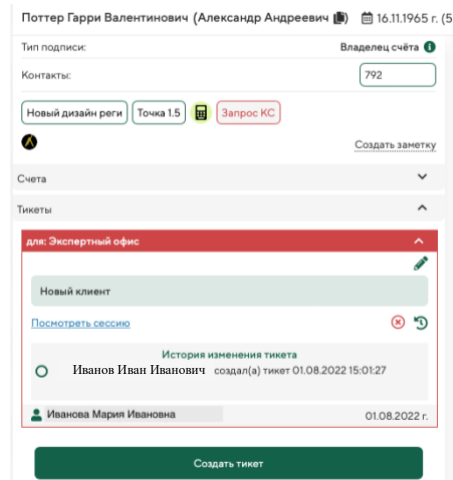 Поттер Гарри Валентинович (Александр Андреевич 16.11.1965 г. (5
Тип подписи: Владелец счёта
Контакты: 792
Новый дизайн реги Точка 1.5 Запрос КС
Создать заметку
Счета
Тикеты
для: Экспертный офис
Новый клиент
Посмотреть сессию
История изменения тикета
Иванов Иван Иванович создал(а) тикет 01.08.2022 15:01:27
Иванова Мария Ивановна 01.08.2022 г.
Создать тикет